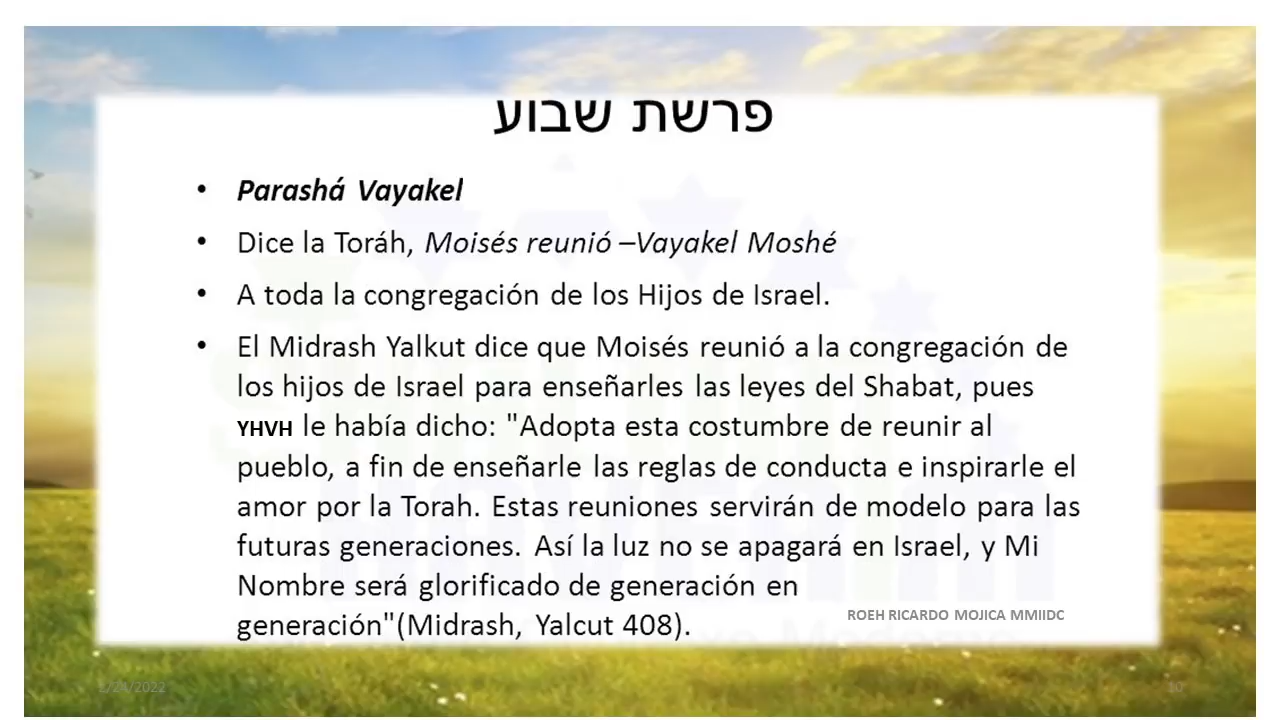 פרשת שבוע
• Parashá Vayakel
• Dice la Toráh, Moisés reunió –Vayakel Moshé
• A toda la congregación de los Hijos de Israel.
• El Midrash Yalkut dice que Moisés reunió a la congregación de
los hijos de Israel para enseñarles las leyes del Shabat, pues
YHVH le había dicho: "Adopta esta costumbre de reunir al
pueblo, a fin de enseñarle las reglas de conducta e inspirarle el
amor por la Torah. Estas reuniones servirán de modelo para las
futuras generaciones. Así la luz no se apagará en Israel, y Mi
Nombre será glorificado de generación en
generación"(Midrash, Yalcut 408).
ROEH RICARDO MOJICA MMIIDC
2/24/2022
10